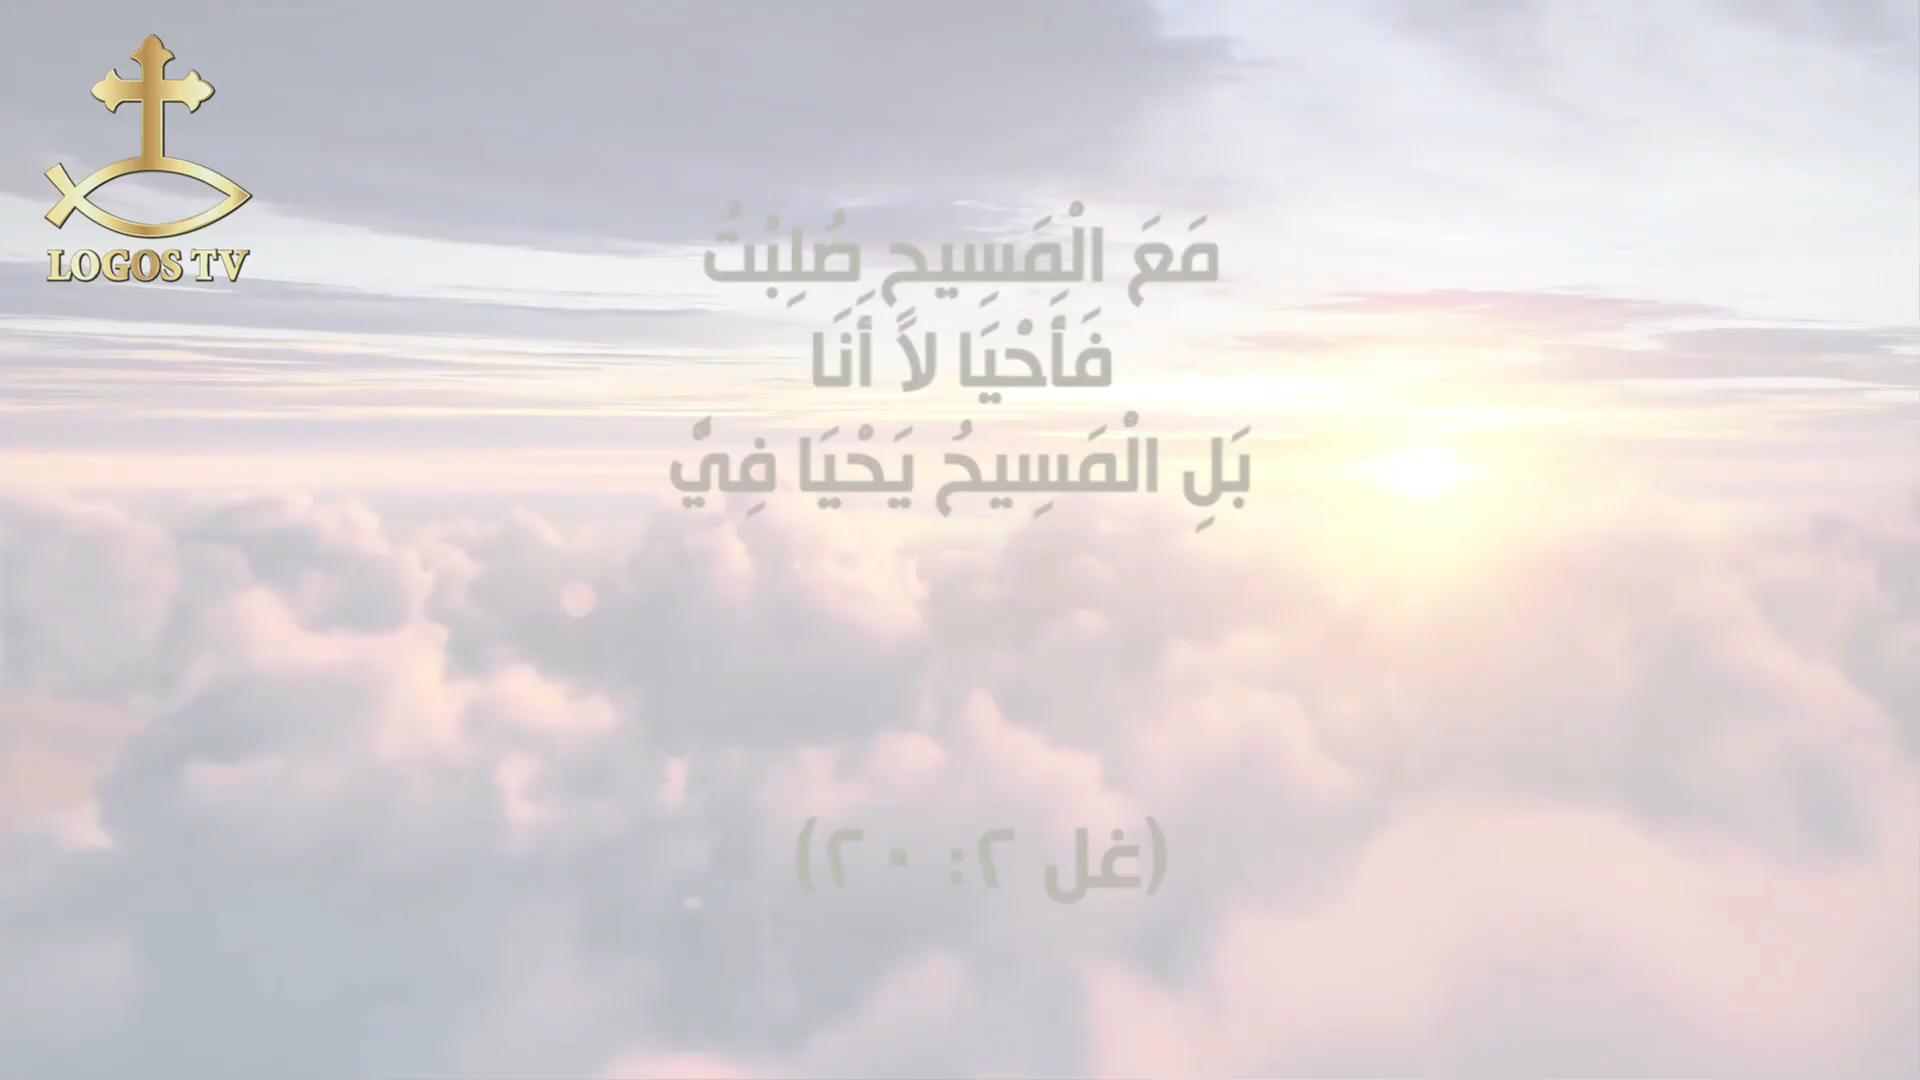 LOGOS TV
مَعَ الْمَسِيحِ صُلِبْتُ
فَأَحْيَا لاَ أَنَا
بَلِ الْمَسِيحُ يَحْيَا فِيَّ
(غل ٢: ٢٠)